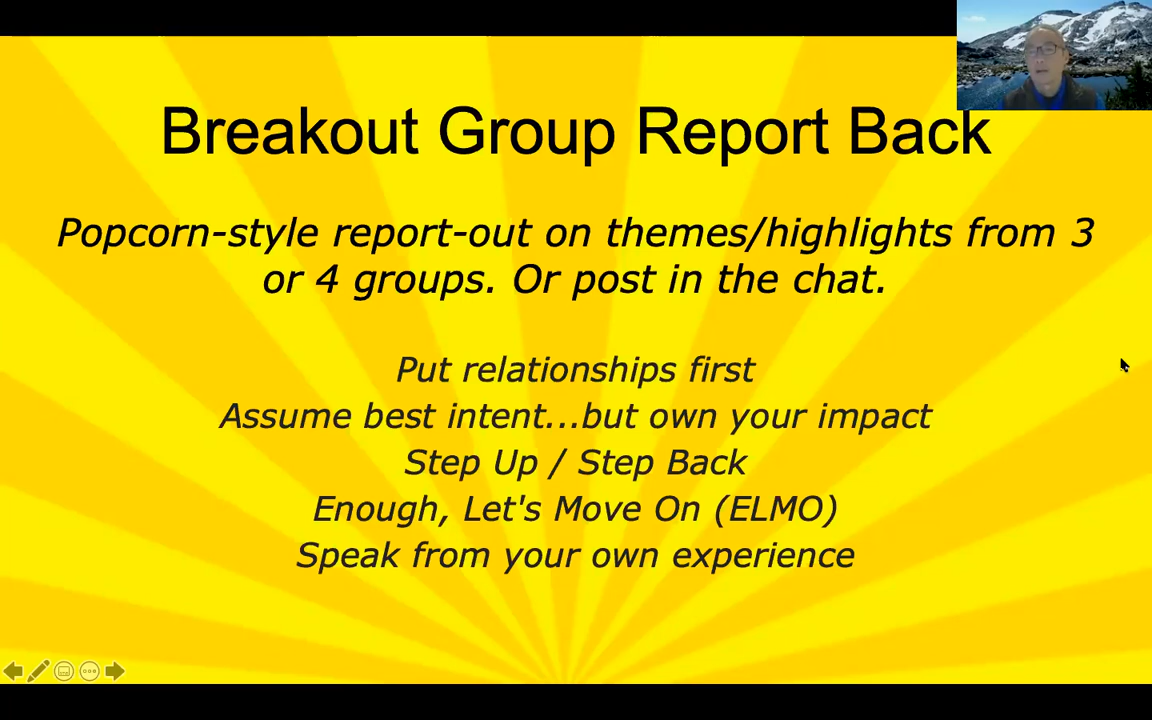 Breakout Group Report Back
Popcorn-style report-out on themes/highlights from 3
or 4 groups. Or post in the chat.
Put relationships first
Assume best intent...but own your impact
Step Up / Step Back
Enough, Let's Move On (ELMO)
Speak from your own experience